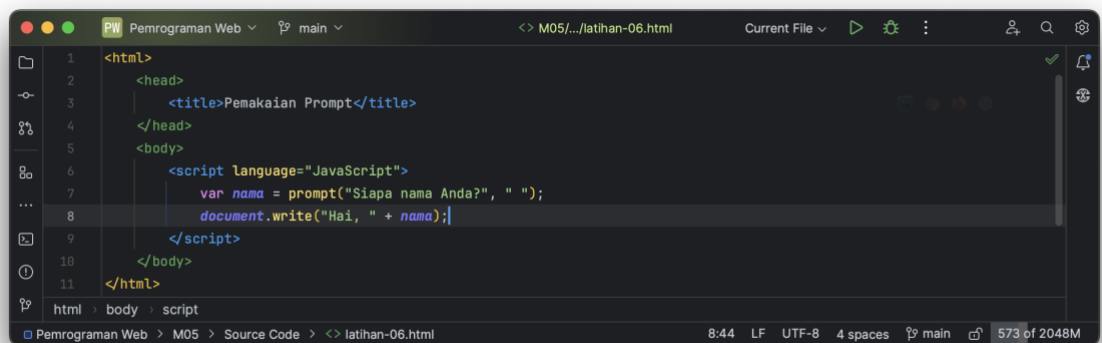 PW Pemrograman Web main <> M05/.../latihan-06.html Current File
1 <html>
2 <head>
3 <title>Pemakaian Prompt</title>
4 </head>
5 <body>
6 <script language="JavaScript">
7 var nama = prompt("Siapa nama Anda?", " ");
8 document.write("Hai, " + nama);
9 </script>
10 </body>
11 </html>
html > body > script
Pemrograman Web > M05 > Source Code > <> latihan-06.html 8:44 LF UTF-8 4 spaces main 573 of 2048M